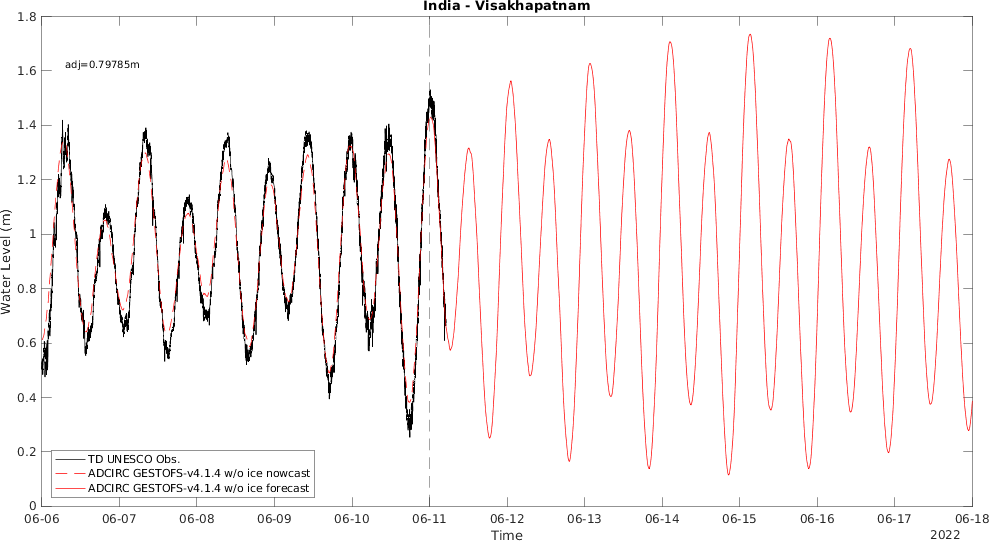 India - Visakhapatnam
1.8
1.6
1.4
1.2
1
0.8
0.6
0.4
0.2
0
Water Level (m)
adj=0.79785m
TD UNESCO Obs.
ADCIRC GESTOFS-v4.1.4 w/o ice nowcast
ADCIRC GESTOFS-v4.1.4 w/o ice forecast
06-06 06-07 06-08 06-09 06-10 06-11 06-12 06-13 06-14 06-15 06-16 06-17 06-18
Time
2022